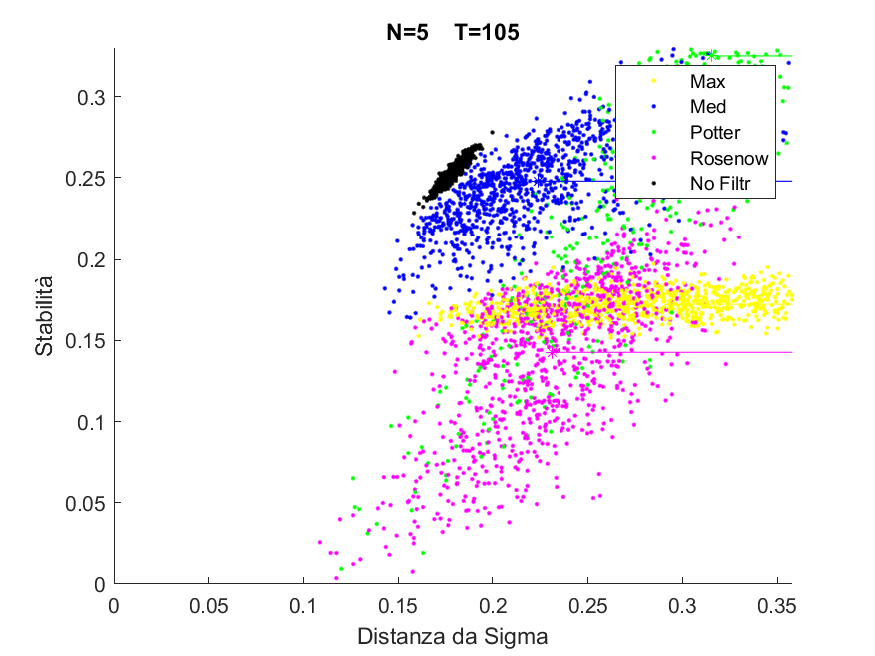 N=5 T=105
Max
Med
Potter
Rosenow
No Filtr
Stabilità
0.3
0.25
0.2
0.15
0.1
0.05
0
0 0.05 0.1 0.15 0.2 0.25 0.3 0.35
Distanza da Sigma